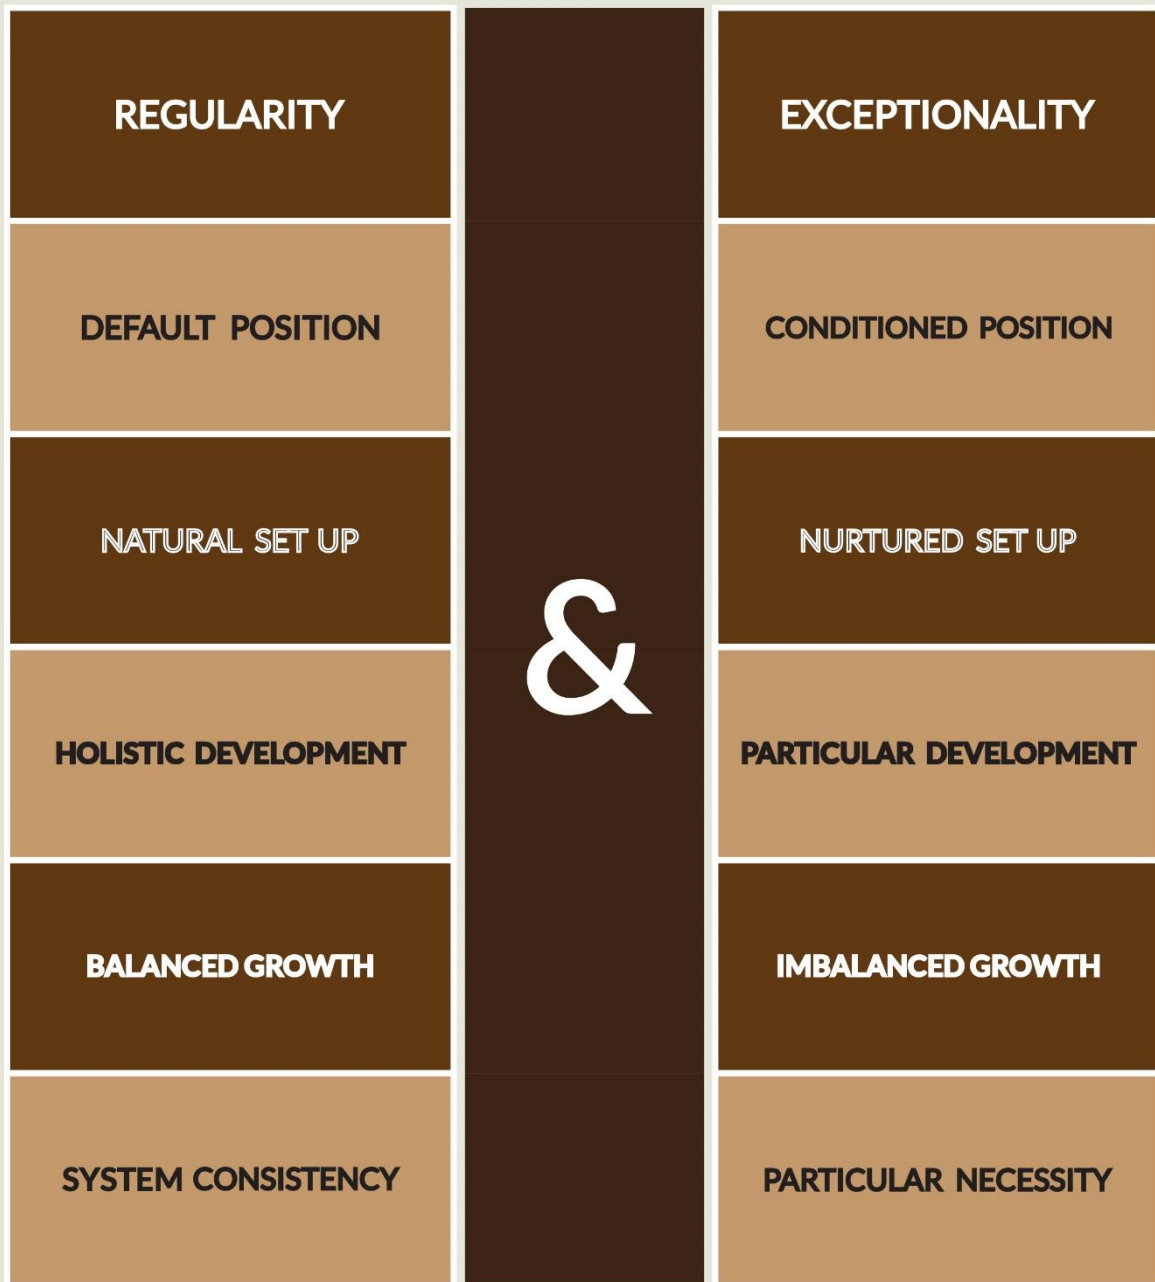 REGULARITY
EXCEPTIONALITY
DEFAULT POSITION
CONDITIONED POSITION
NATURAL SET UP
NURTURED SET UP
&
HOLISTIC DEVELOPMENT
PARTICULAR DEVELOPMENT
BALANCED GROWTH
IMBALANCED GROWTH
SYSTEM CONSISTENCY
PARTICULAR NECESSITY